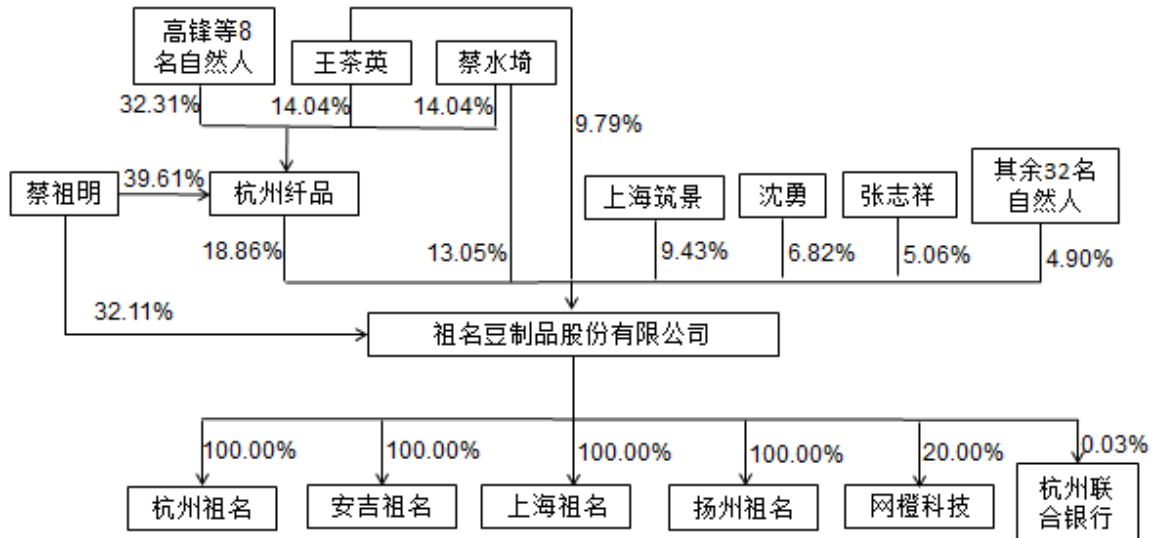 高锋等8
名自然人
王茶英
蔡水埼
32.31%
14.04%
14.04%
9.79%
蔡祖明
39.61%
杭州纤品
上海筑景
沈勇
张志祥
其余32名
自然人
18.86%
13.05%
9.43%
6.82%
5.06%
4.90%
32.11%
祖名豆制品股份有限公司
100.00%
100.00%
100.00%
100.00%
20.00%
0.03%
杭州祖名
安吉祖名
上海祖名
扬州祖名
网橙科技
杭州联
合银行